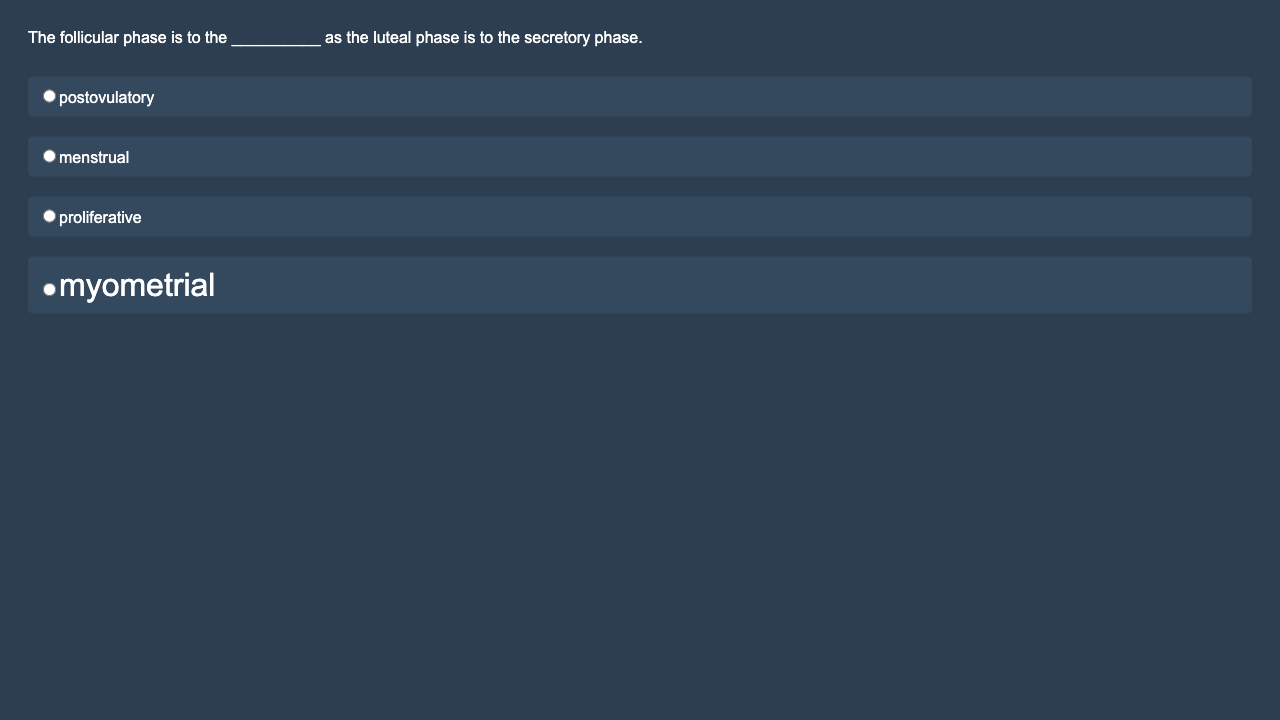 The follicular phase is to the __________ as the luteal phase is to the secretory phase.
postovulatory
menstrual
proliferative
myometrial